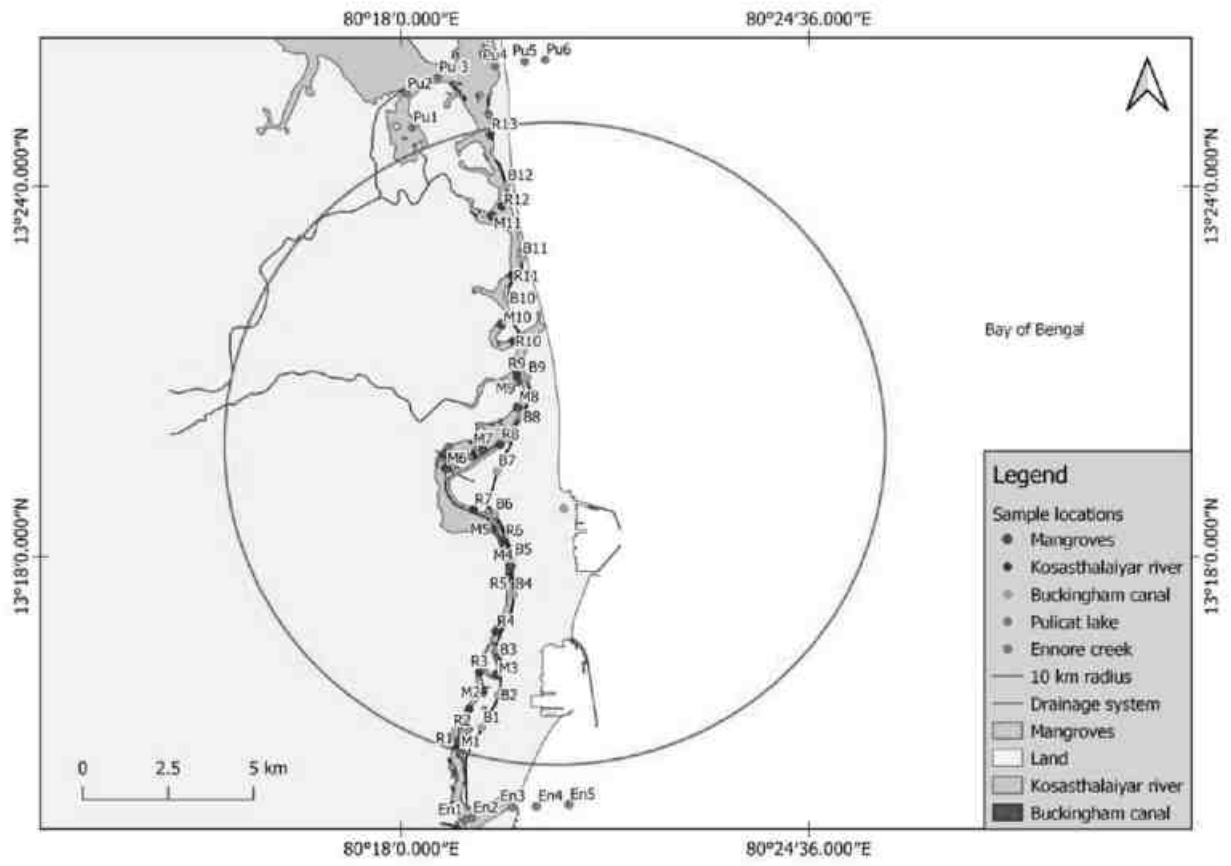 80°18′0.000″E 80°24′36.000″E
Pu4 Pu5 Pu6
Pu 3
Pu2
Pu1
R13
B12
13°24′0.000″N 13°24′0.000″N
R12
M11
B11
R11
B10
M10
Bay of Bengal
R10
R9 B9
M9
M8
B8
M7 R8
M6
B7
Legend
R7 B6
Sample locations
M5 R6
Mangroves
B5
M4
13°18′0.000″N 13°18′0.000″N
Kosasthalaiyar river
R5 B4
Buckingham canal
Pulicat lake
R4
Ennore creek
B3
R3 M3
10 km radius
M2 B2
Drainage system
R2 B1
Mangroves
R1 M1
Land
0 2.5 5 km
Kosasthalaiyar river
En1 En2 En3 En4 En5
Buckingham canal
80°18′0.000″E 80°24′36.000″E